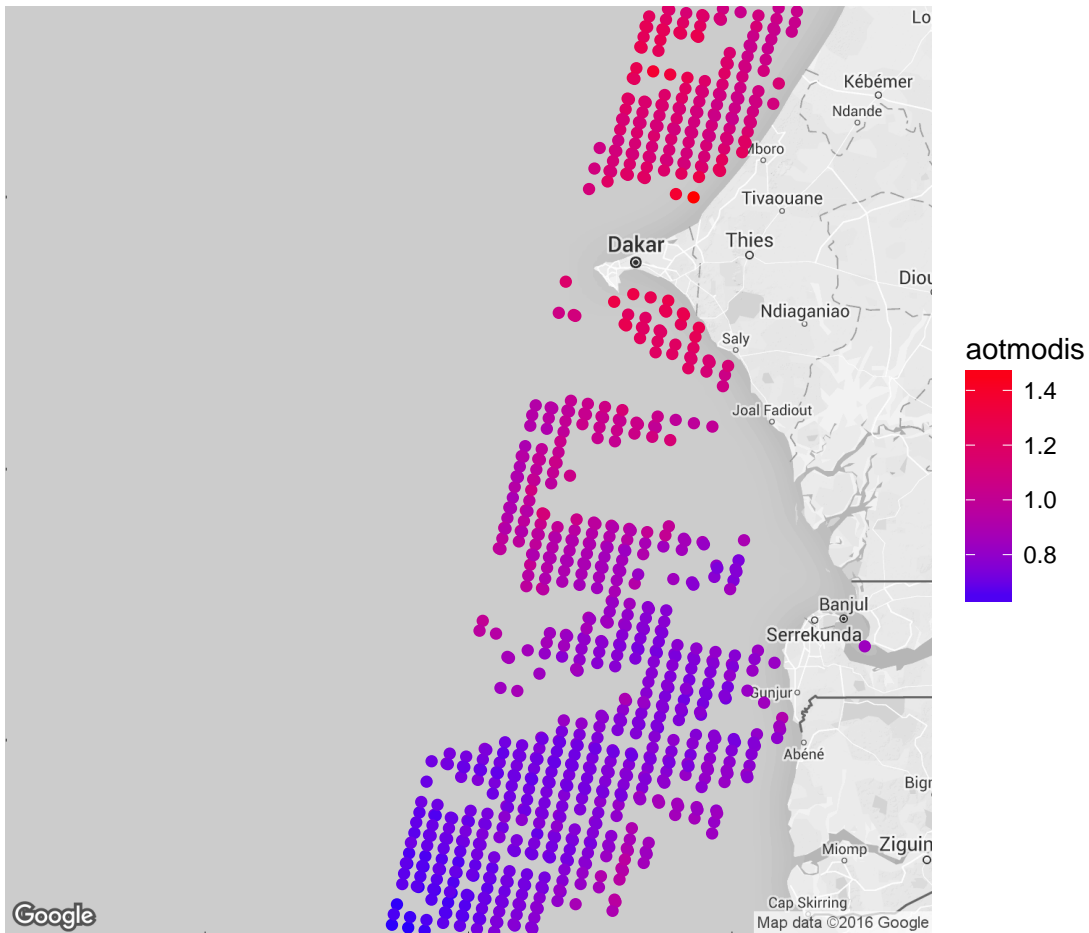 Lo
Kébémer
Ndande
Mboro
Tivaouane
Dakar
Thies
Diou
Ndiaganiao
Saly
aotmodis
1.4
1.2
1.0
0.8
Joal Fadiout
Banjul
Serrekunda
Gunjur
Abéné
Bign
Miomp
Ziguin
Cap Skirring
Google
Map data ©2016 Google